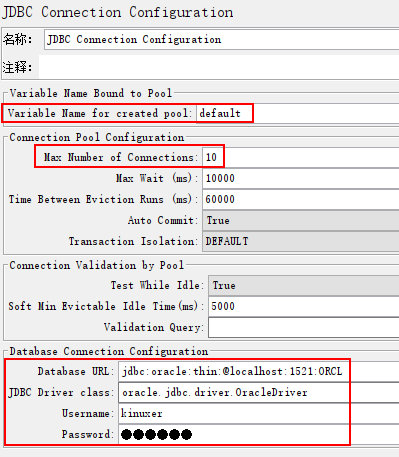 JDBC Connection Configuration
名称: JDBC Connection Configuration
注释:
Variable Name Bound to Pool
Variable Name for created pool: default
Connection Pool Configuration
Max Number of Connections: 10
Max Wait (ms): 10000
Time Between Eviction Runs (ms): 60000
Auto Commit: True
Transaction Isolation: DEFAULT
Connection Validation by Pool
Test While Idle: True
Soft Min Evictable Idle Time(ms): 5000
Validation Query:
Database Connection Configuration
Database URL: jdbc:oracle:thin:@localhost:1521:ORCL
JDBC Driver class: oracle.jdbc.driver.OracleDriver
Username: kinuxer
Password: ●●●●●●